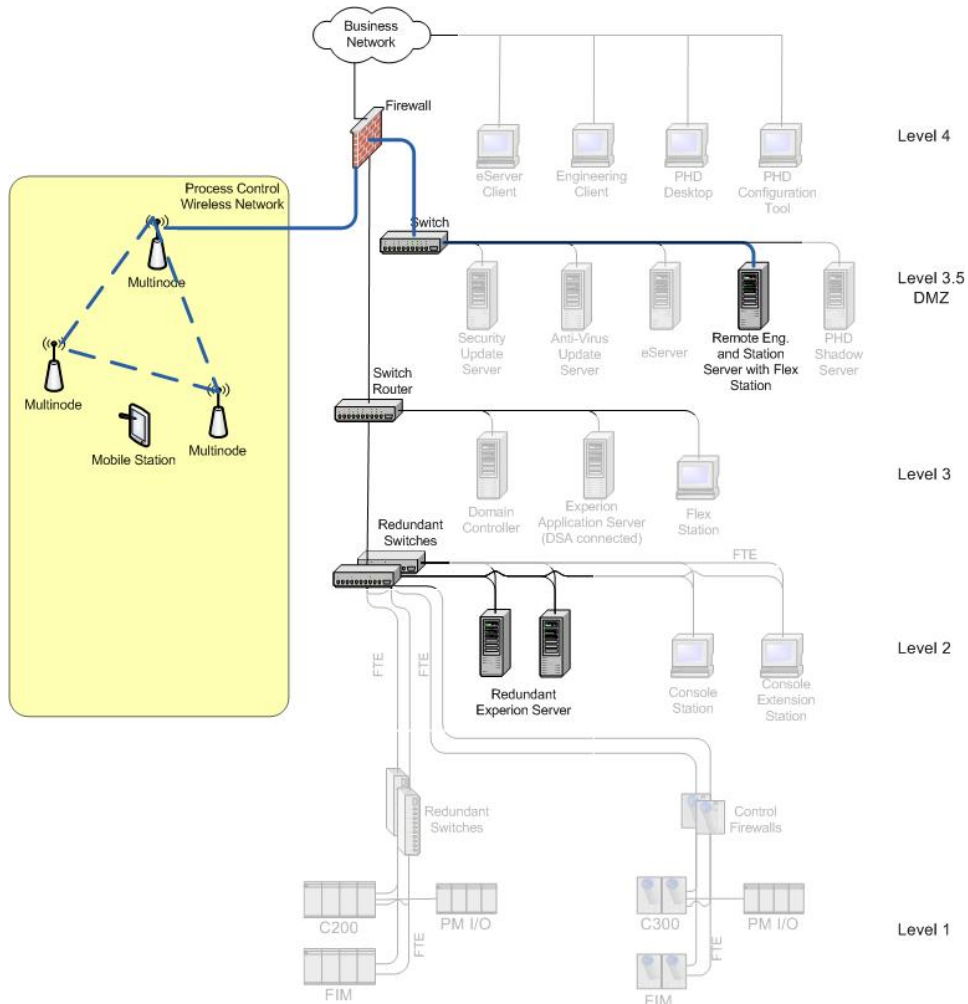 Business
Network
Firewall
Level 4
eServer
Client
Engineering
Client
PHD
Desktop
PHD
Configuration
Tool
Process Control
Wireless Network
Switch
Multinode
Level 3.5
DMZ
Security
Update
Server
Anti-Virus
Update
Server
eServer
Remote Eng.
and Station
Server with Flex
Station
PHD
Shadow
Server
Multinode
Multinode
Mobile Station
Switch
Router
Level 3
Domain
Controller
Experion
Application Server
(DSA connected)
Flex
Station
Redundant
Switches
FTE
Level 2
FTE
FTE
Redundant
Experion Server
Console
Station
Console
Extension
Station
Redundant
Switches
Control
Firewalls
C200
PM I/O
C300
PM I/O
Level 1
FTE
FTE
FIM
FIM